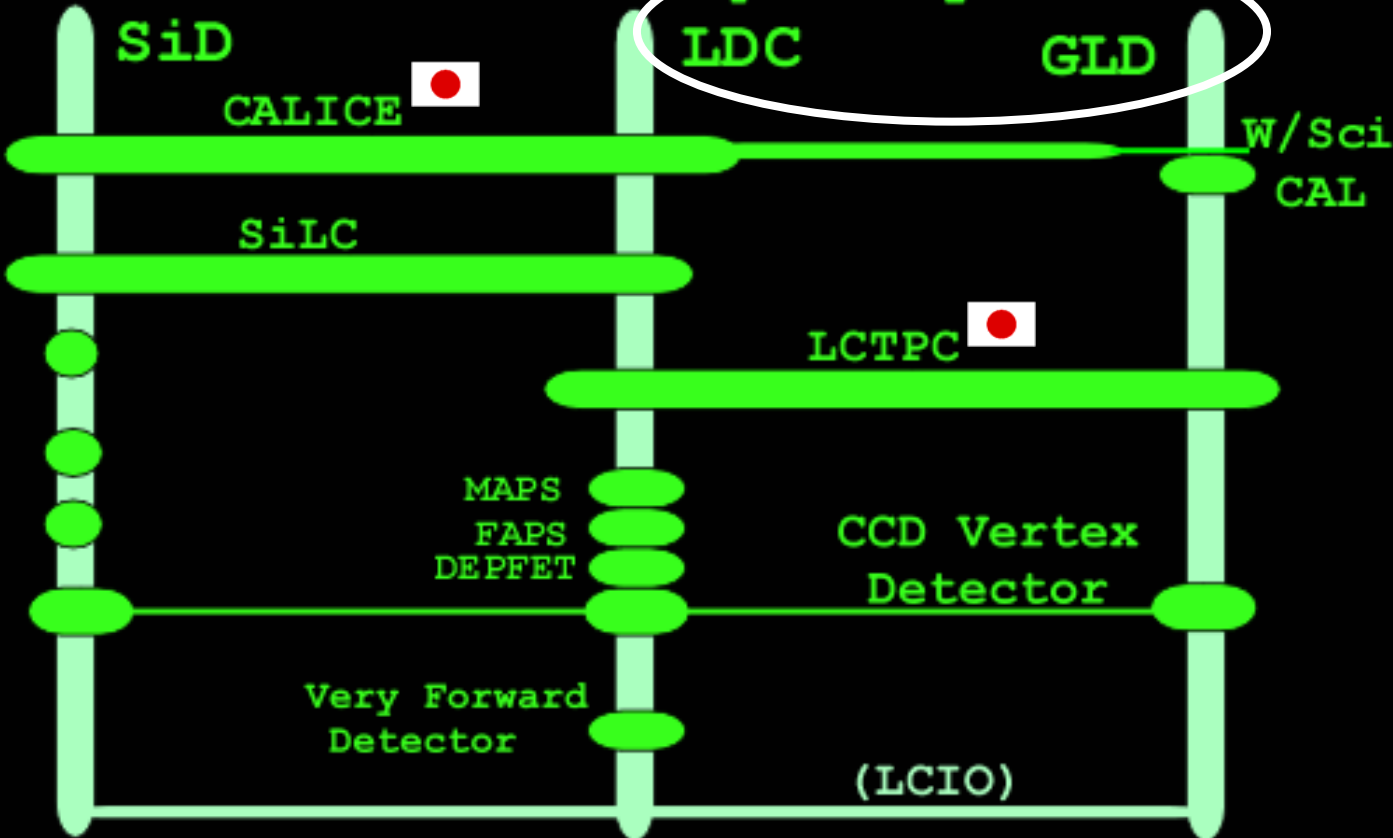 SiD
LDC
GLD
CALICE
W/Sci
CAL
SiLC
LCTPC
MAPS
FAPS
DEPFET
CCD Vertex
Detector
Very Forward
Detector
(LCIO)